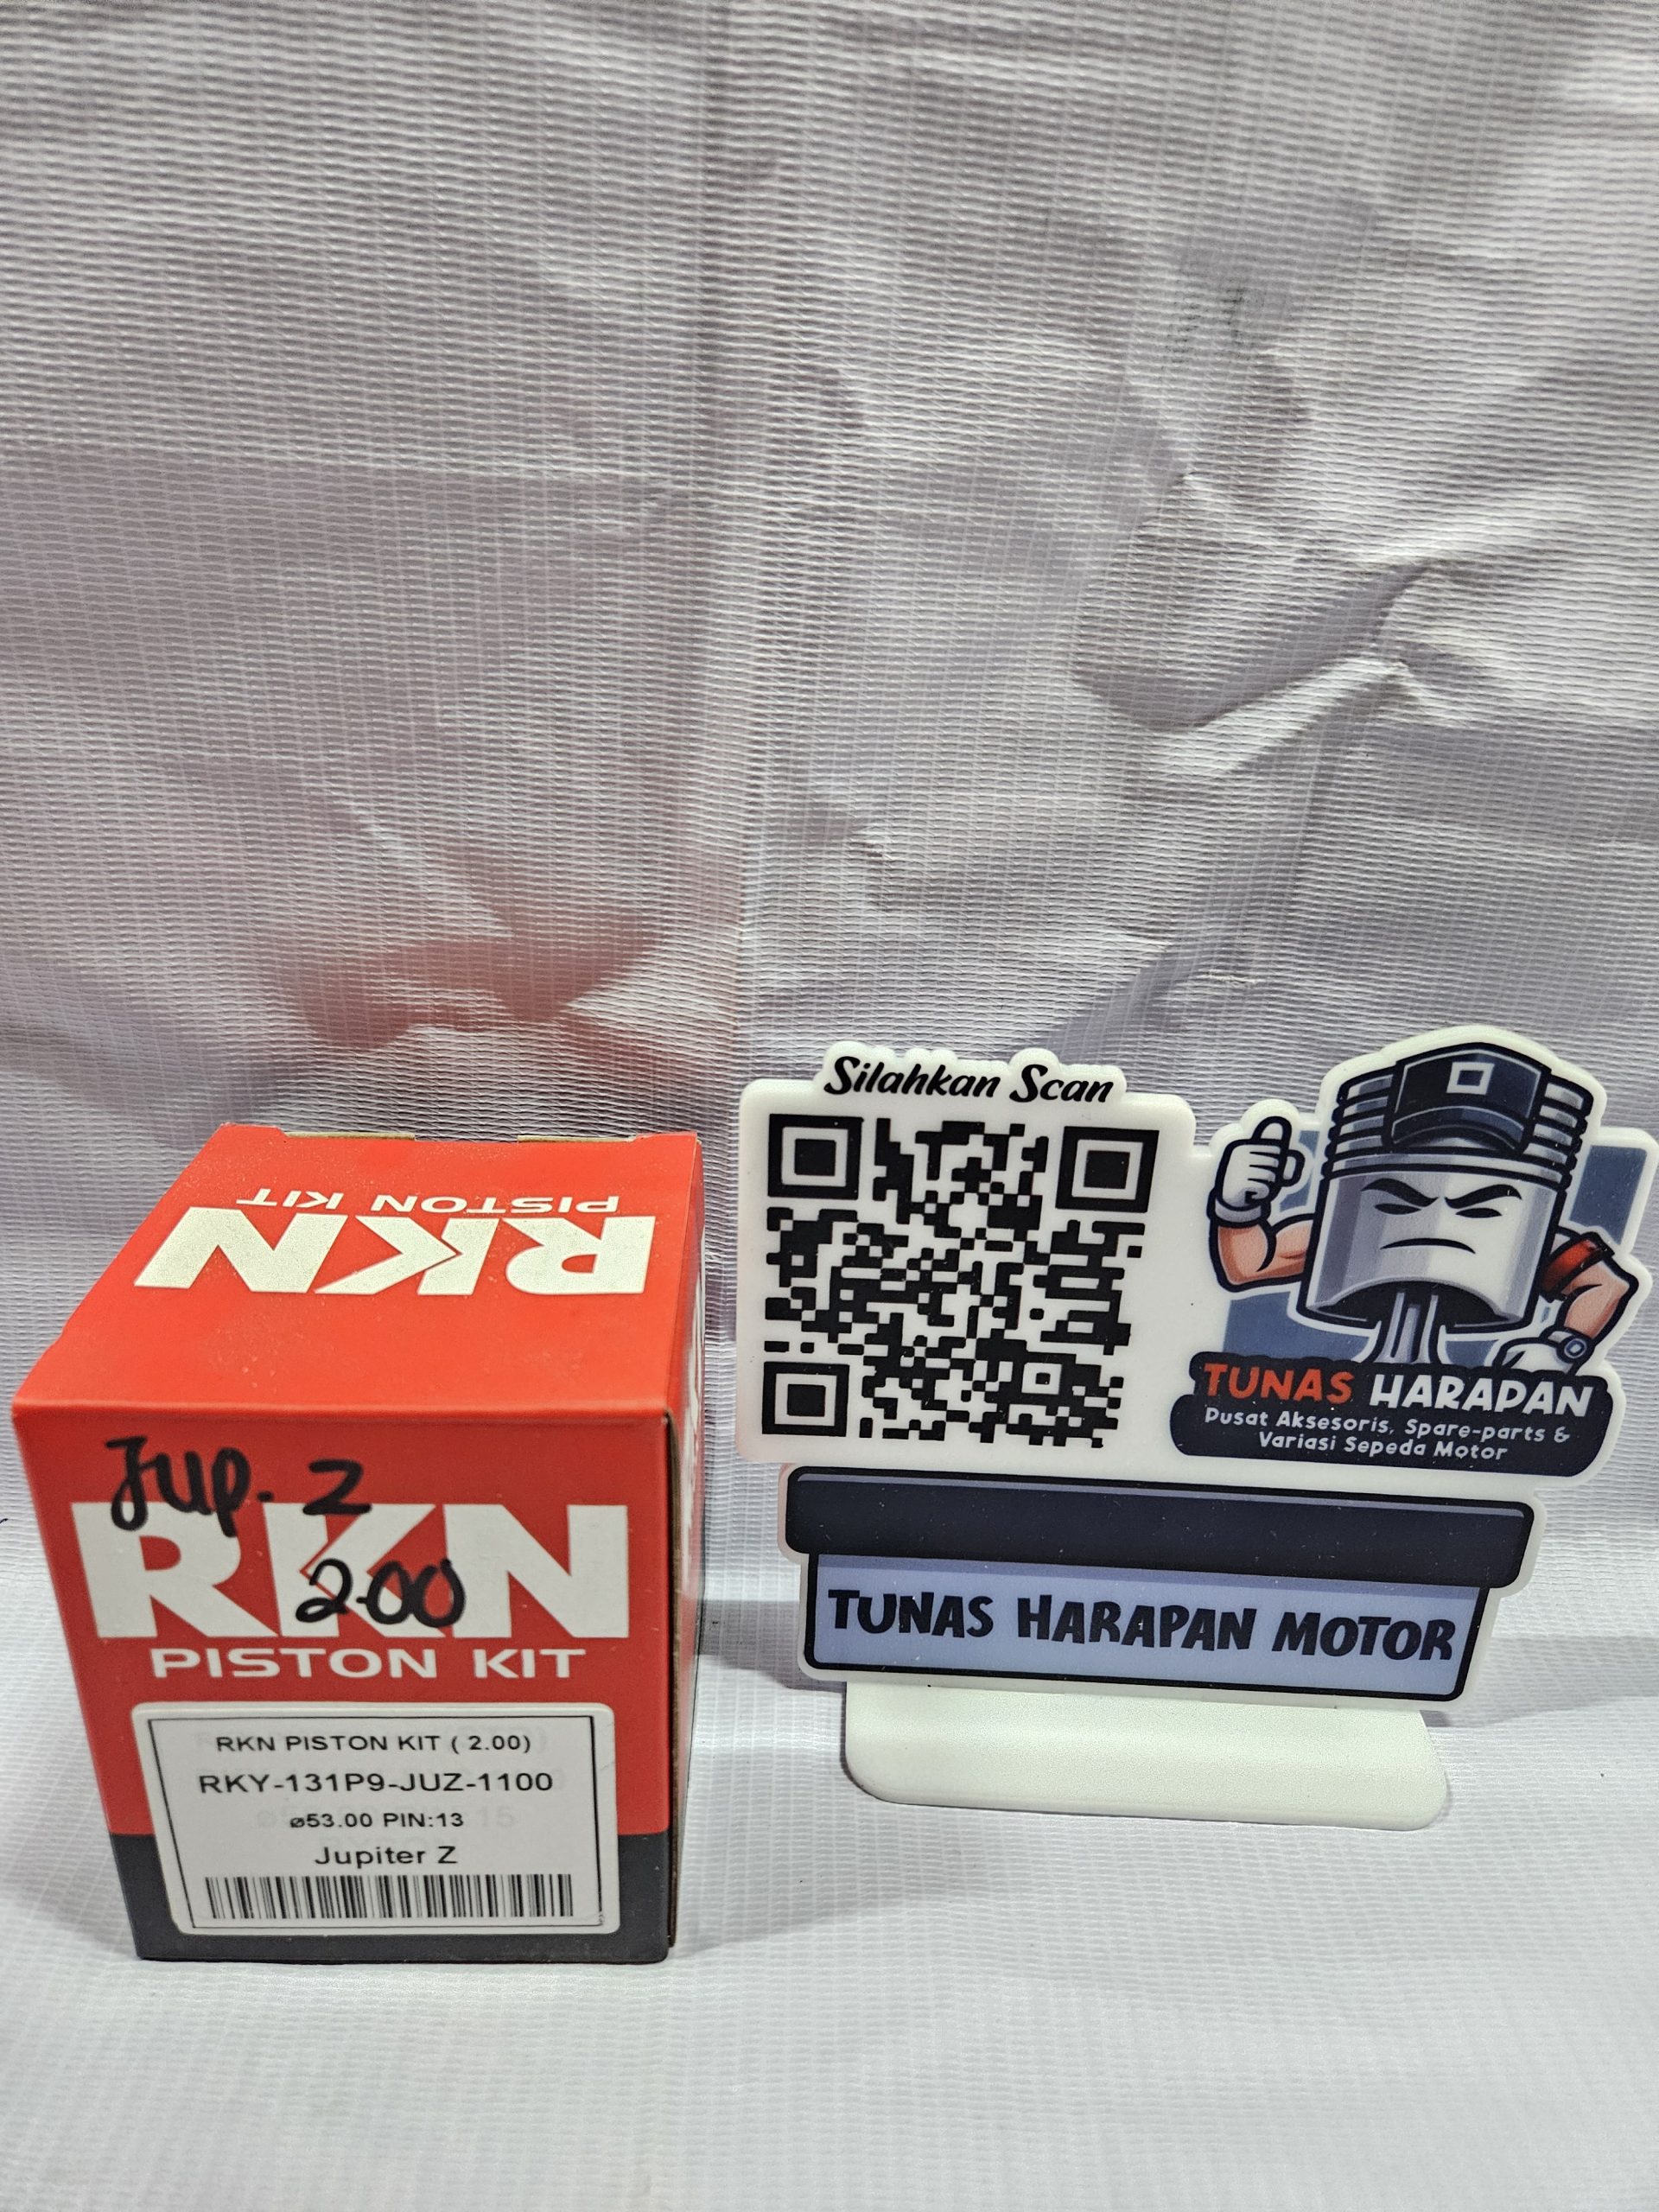 PISTON KIT
RKN
Jup. Z
2.00
RKN
PISTON KIT
RKN PISTON KIT ( 2.00)
RKY-131P9-JUZ-1100
ø53.00 PIN:13
Jupiter Z
Silahkan Scan
TUNAS HARAPAN
Pusat Aksesoris, Spare-parts &
Variasi Sepeda Motor
TUNAS HARAPAN MOTOR